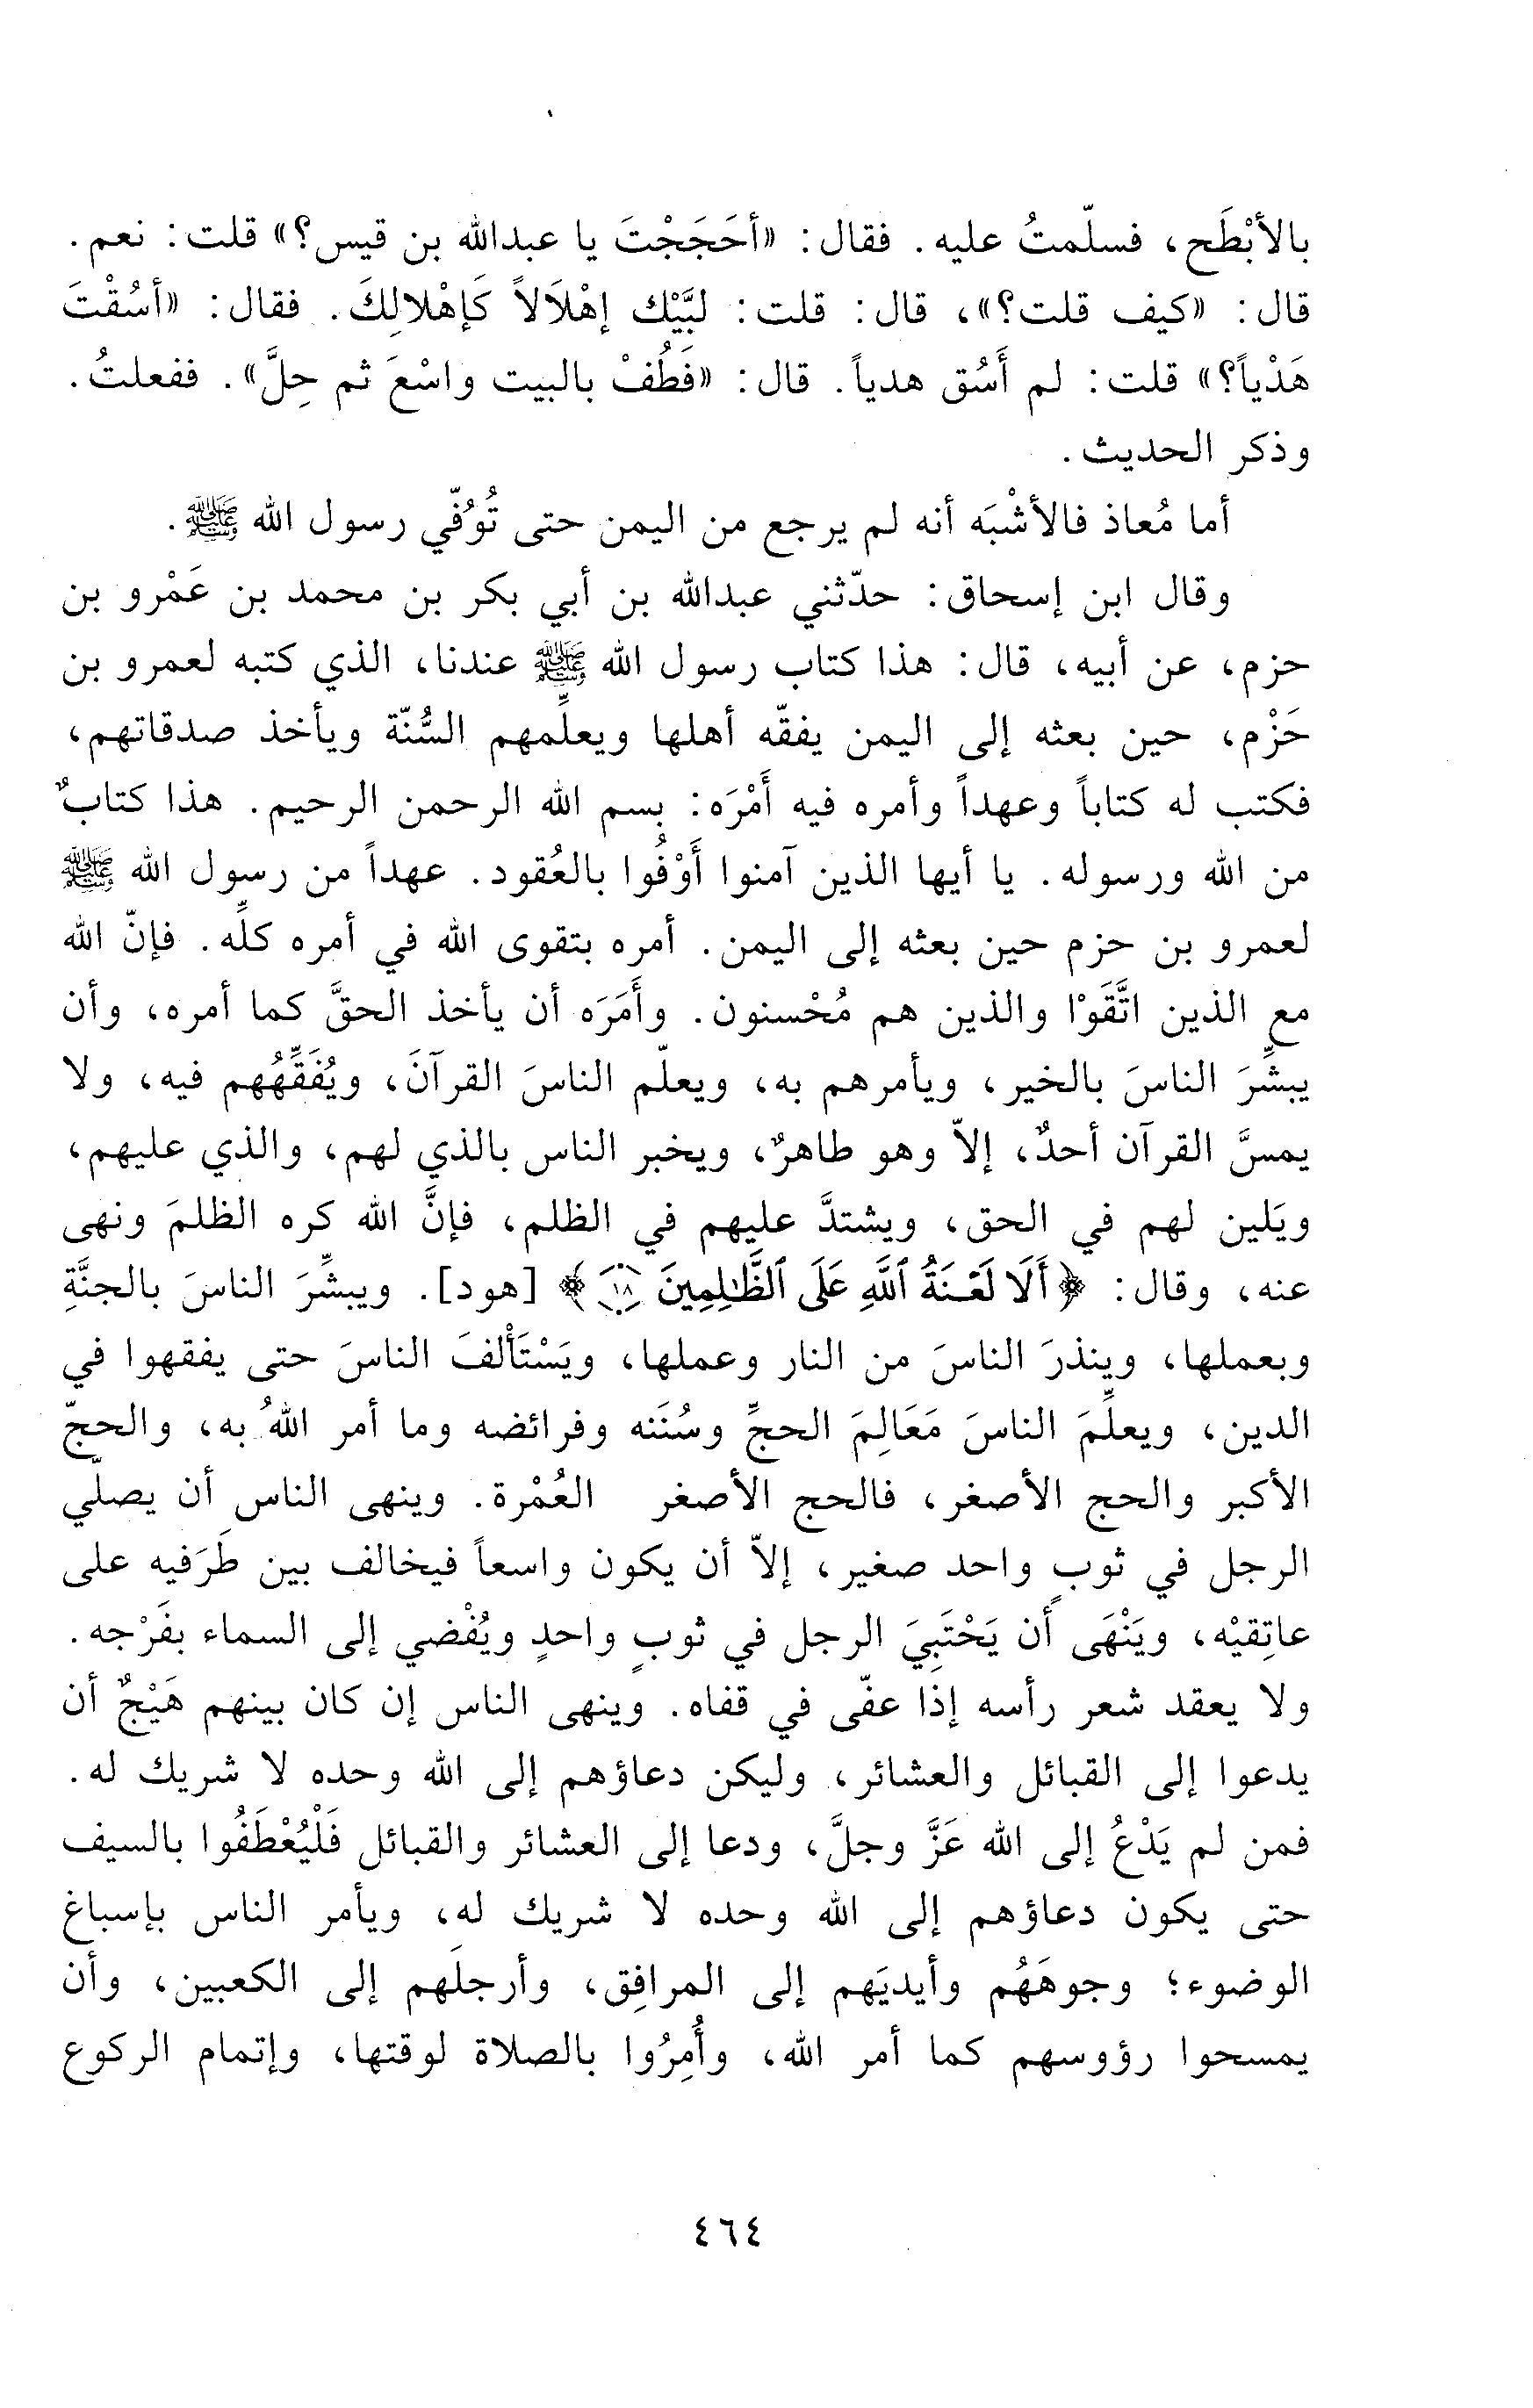 بالأبْطَح، فسلّمتُ عليه. فقال: «أحَجَجْتَ يا عبدالله بن قيس؟» قلت: نعم.
قال: «كيف قلت؟»، قال: قلت: لبَّيْك إهْلَالاً كَإهْلالِكَ. فقال: «أسُقْتَ
هَدْياً؟» قلت: لم أَسُق هدياً. قال: «فَطُفْ بالبيت واسْعَ ثم حِلَّ». ففعلتُ.
وذكر الحديث.
أما مُعاذ فالأشْبَه أنه لم يرجع من اليمن حتى تُوُفّي رسول الله ﷺ.
وقال ابن إسحاق: حدّثني عبدالله بن أبي بكر بن محمد بن عَمْرو بن
حزم، عن أبيه، قال: هذا كتاب رسول الله ﷺ عندنا، الذي كتبه لعمرو بن
حَزْم، حين بعثه إلى اليمن يفقّه أهلها ويعلِّمهم السُّنّة ويأخذ صدقاتهم،
فكتب له كتاباً وعهداً وأمره فيه أَمْرَه: بسم الله الرحمن الرحيم. هذا كتابٌ
من الله ورسوله. يا أيها الذين آمنوا أَوْفُوا بالعُقود. عهداً من رسول الله ﷺ
لعمرو بن حزم حين بعثه إلى اليمن. أمره بتقوى الله في أمره كلِّه. فإنّ الله
مع الذين اتَّقَوْا والذين هم مُحْسنون. وأَمَرَه أن يأخذ الحقَّ كما أمره، وأن
يبشِّرَ الناسَ بالخير، ويأمرهم به، ويعلّم الناسَ القرآنَ، ويُفَقِّهُهم فيه، ولا
يمسَّ القرآن أحدٌ، إلاّ وهو طاهرٌ، ويخبر الناس بالذي لهم، والذي عليهم،
ويَلين لهم في الحق، ويشتدَّ عليهم في الظلم، فإنَّ الله كره الظلمَ ونهى
عنه، وقال: ﴿أَلَا لَعْنَةُ ٱللَّهِ عَلَى ٱلظَّٰلِمِينَ ١٨﴾ [هود]. ويبشِّرَ الناسَ بالجنَّةِ
وبعملها، وينذرَ الناسَ من النار وعملها، ويَسْتَأْلفَ الناسَ حتى يفقهوا في
الدين، ويعلِّمَ الناسَ مَعَالِمَ الحجِّ وسُنَنه وفرائضه وما أمر اللهُ به، والحجّ
الأكبر والحج الأصغر، فالحج الأصغر العُمْرة. وينهى الناس أن يصلّي
الرجل في ثوبٍ واحد صغير، إلاّ أن يكون واسعاً فيخالف بين طَرَفيه على
عاتِقيْه، ويَنْهَى أن يَحْتَبِيَ الرجل في ثوبٍ واحدٍ ويُفْضي إلى السماء بفَرْجه.
ولا يعقد شعر رأسه إذا عفّى في قفاه. وينهى الناس إن كان بينهم هَيْجٌ أن
يدعوا إلى القبائل والعشائر، وليكن دعاؤهم إلى الله وحده لا شريك له.
فمن لم يَدْعُ إلى الله عَزَّ وجلَّ، ودعا إلى العشائر والقبائل فَلْيُعْطَفُوا بالسيف
حتى يكون دعاؤهم إلى الله وحده لا شريك له، ويأمر الناس بإسباغ
الوضوء؛ وجوهَهُم وأيديَهم إلى المرافِق، وأرجلَهم إلى الكعبين، وأن
يمسحوا رؤوسهم كما أمر الله، وأُمِرُوا بالصلاة لوقتها، وإتمام الركوع
٤٦٤